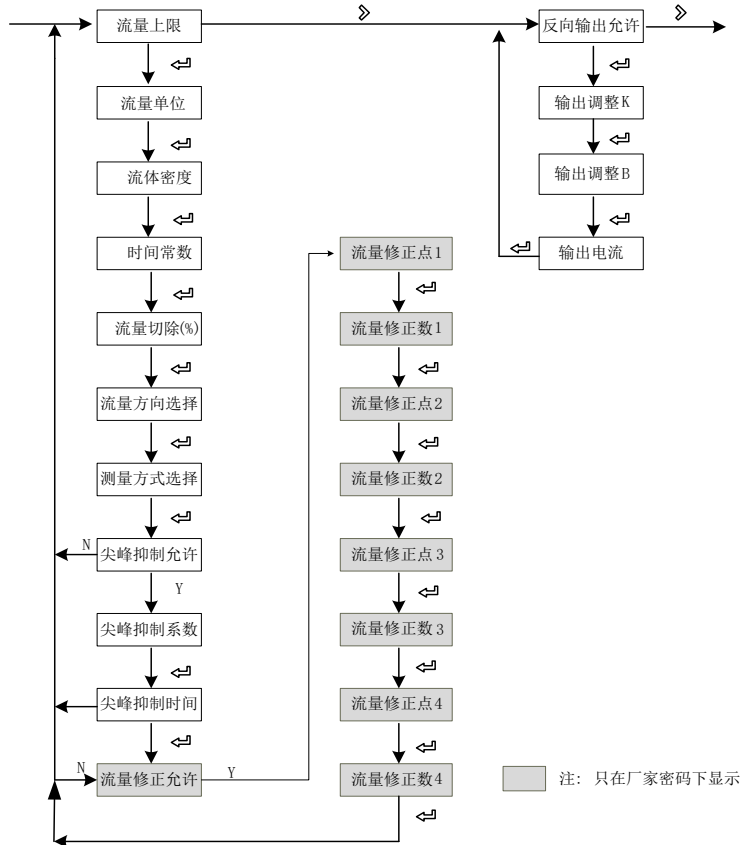 流量上限
流量单位
流体密度
时间常数
流量切除(%)
流量方向选择
测量方式选择
尖峰抑制允许
N
Y
尖峰抑制系数
尖峰抑制时间
流量修正允许
N
Y
流量修正点1
流量修正数1
流量修正点2
流量修正数2
流量修正点3
流量修正数3
流量修正点4
流量修正数4
反向输出允许
输出调整K
输出调整B
输出电流
注: 只在厂家密码下显示